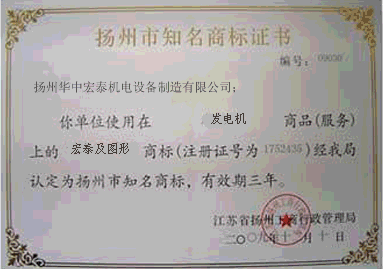 扬州市知名商标证书
编号：00030
扬州华中宏泰机电设备制造有限公司：
你单位使用在 发电机 商品(服务)
上的 宏泰及图形 商标(注册证号为1752435)经我局
认定为扬州市知名商标，有效期三年。
江苏省扬州工商行政管理局
二〇〇九年十二月十日